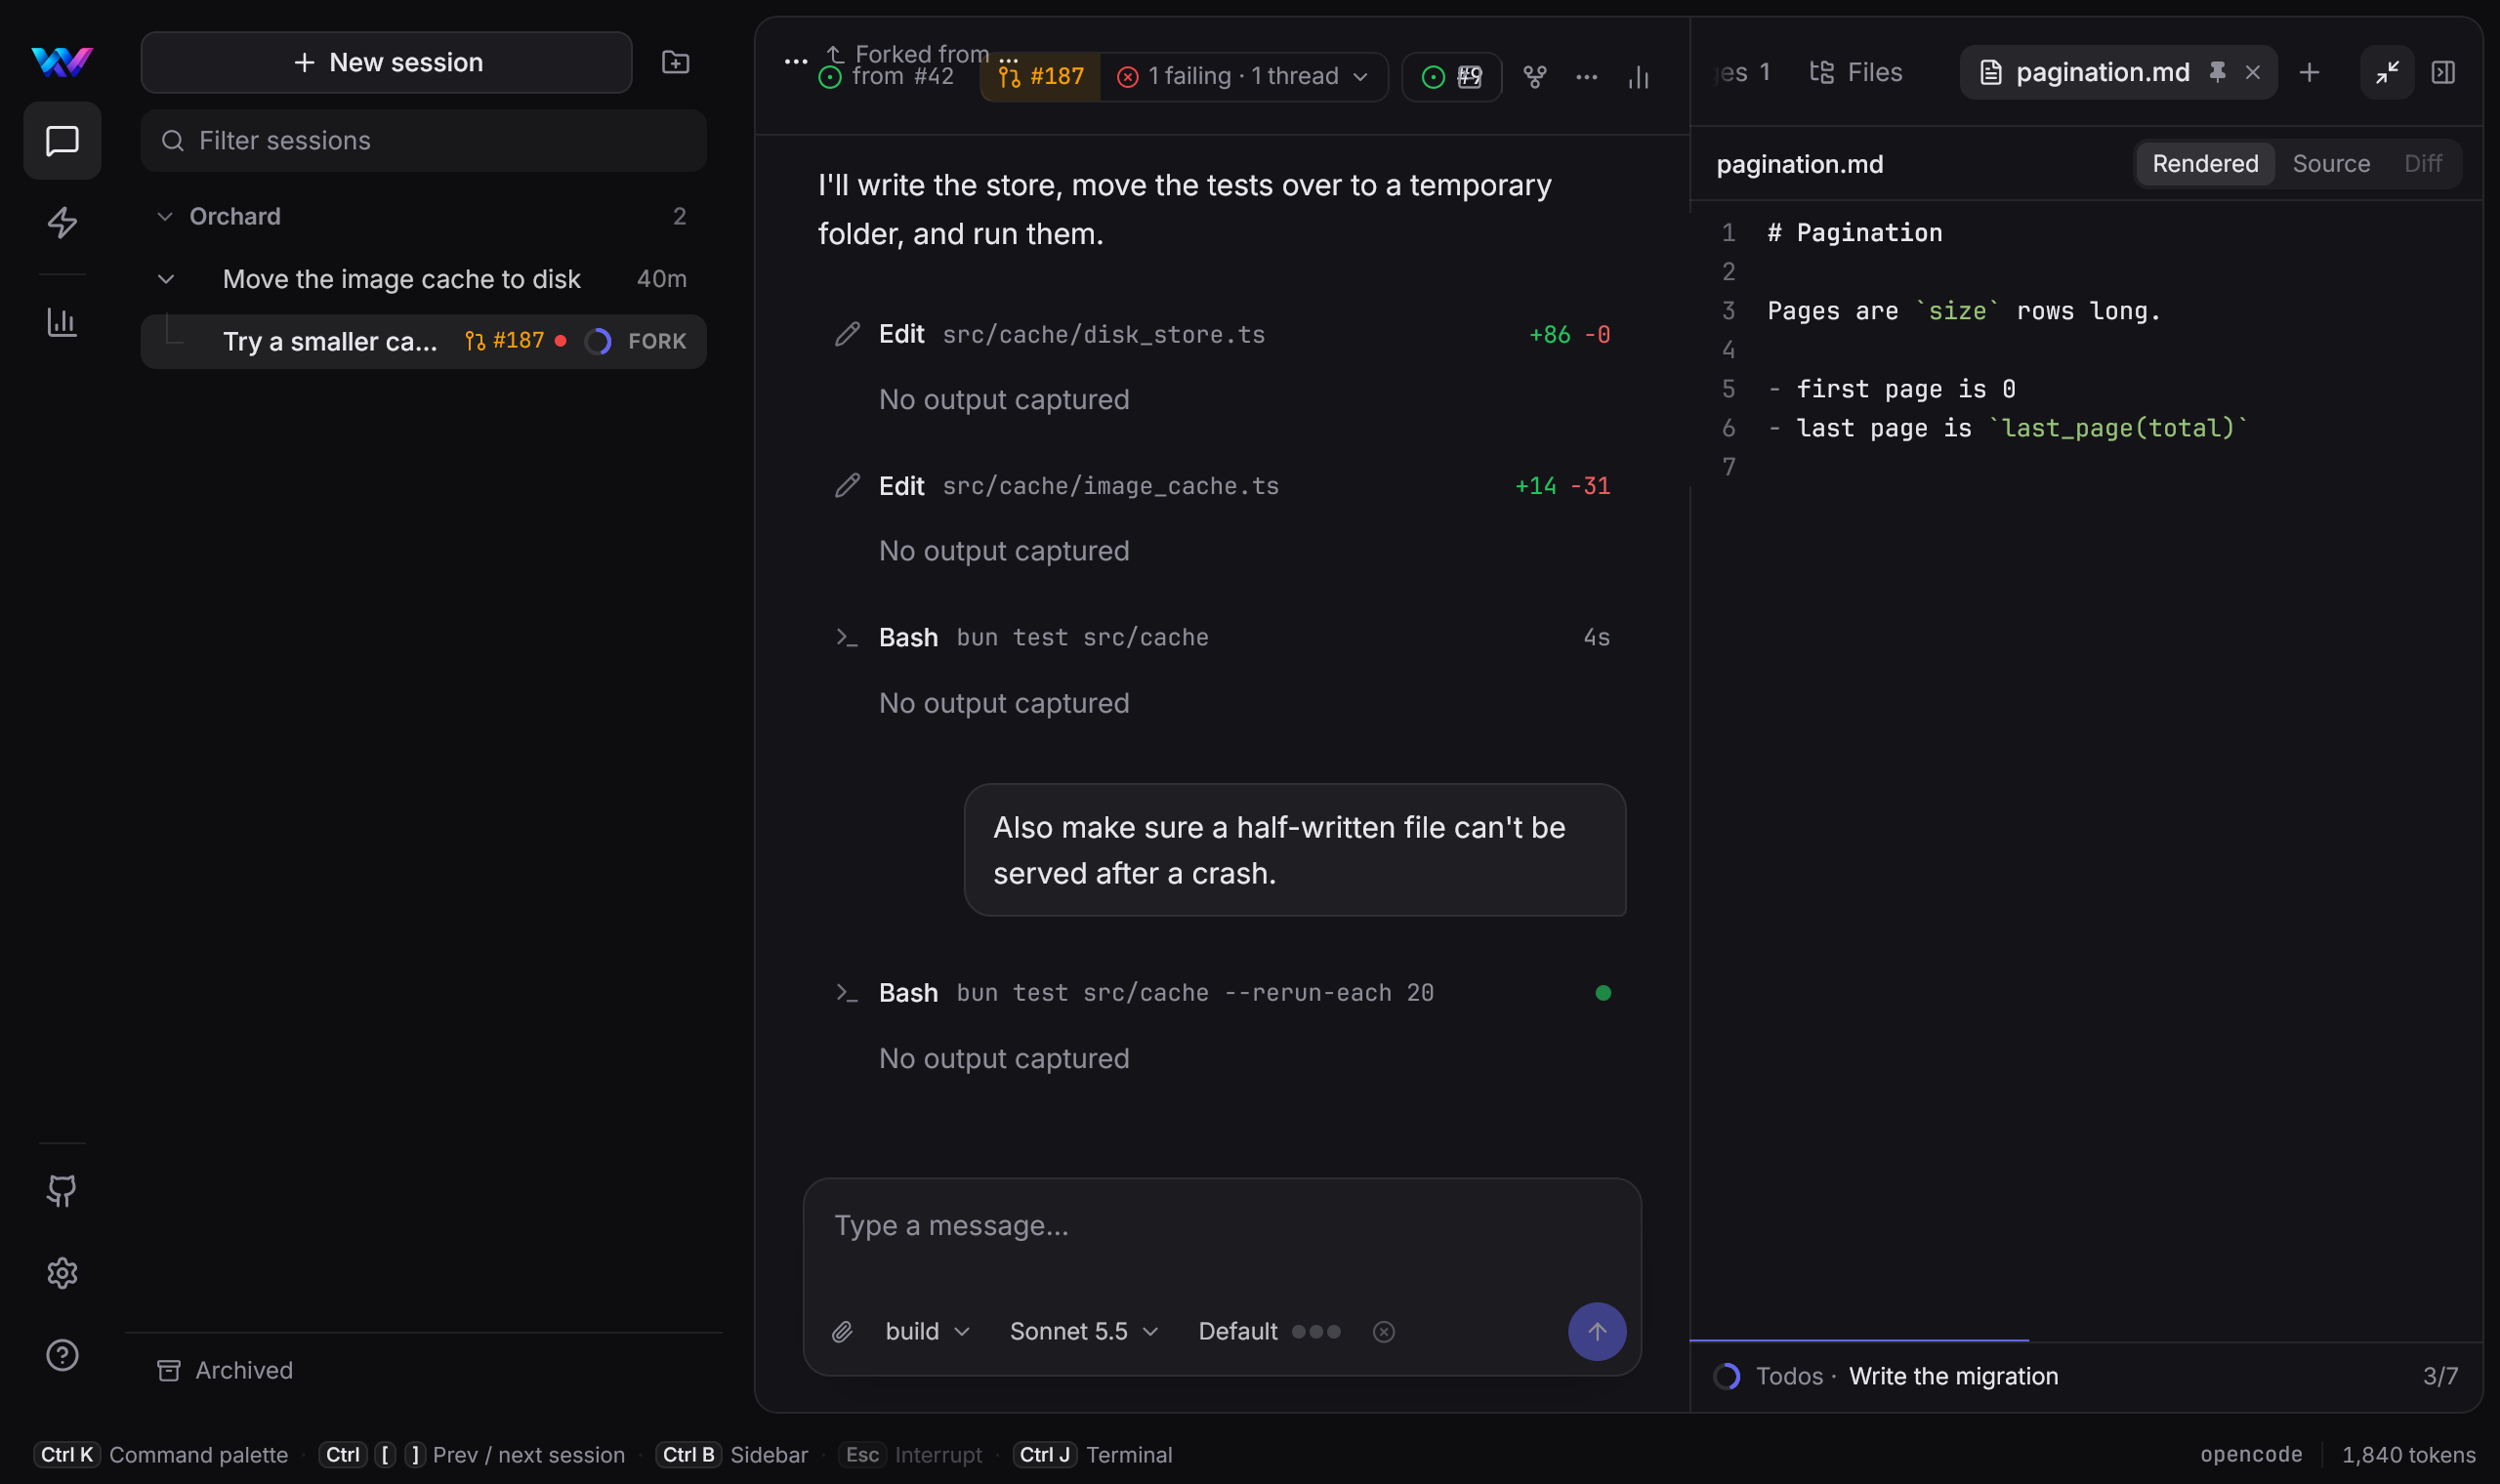 New session
Filter sessions
Orchard 2
Move the image cache to disk 40m
Try a smaller ca... #187 FORK
Archived
... Forked from ...
from #42 #187 1 failing · 1 thread #9
I'll write the store, move the tests over to a temporary
folder, and run them.
Edit src/cache/disk_store.ts +86 -0
No output captured
Edit src/cache/image_cache.ts +14 -31
No output captured
Bash bun test src/cache 4s
No output captured
Also make sure a half-written file can't be
served after a crash.
Bash bun test src/cache --rerun-each 20
No output captured
Type a message...
build Sonnet 5.5 Default
1 Files pagination.md
pagination.md Rendered Source Diff
1 # Pagination
2
3 Pages are `size` rows long.
4
5 - first page is 0
6 - last page is `last_page(total)`
7
Todos · Write the migration 3/7
Ctrl K Command palette · Ctrl [ ] Prev / next session · Ctrl B Sidebar · Esc Interrupt · Ctrl J Terminal
opencode 1,840 tokens